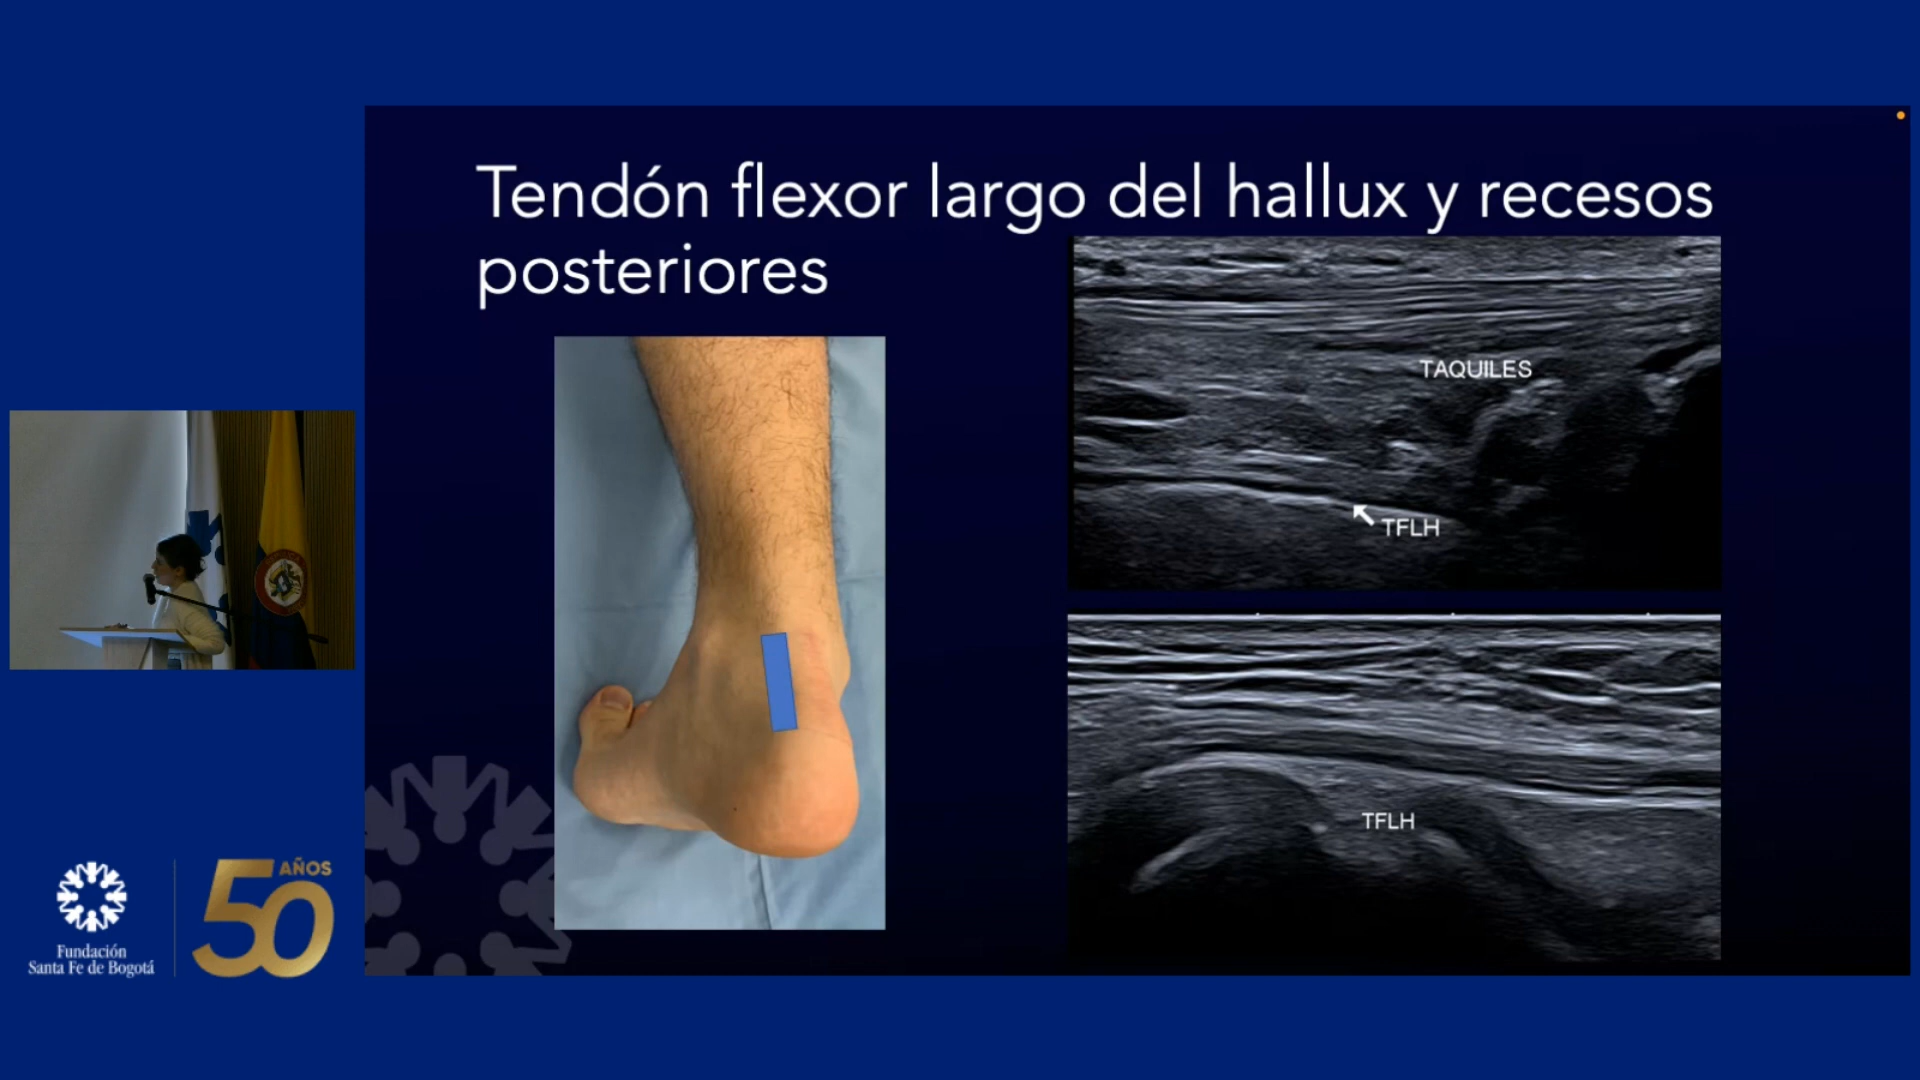 Tendón flexor largo del hallux y recesos
posteriores
TAQUILES
TFLH
TFLH
50 AÑOS
Fundación
Santa Fe de Bogotá